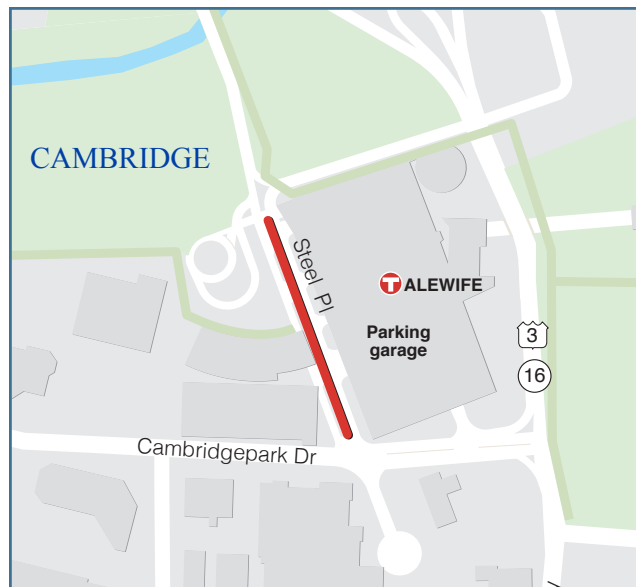 CAMBRIDGE
Steel Pl
T ALEWIFE
Parking
garage
3
16
Cambridgepark Dr